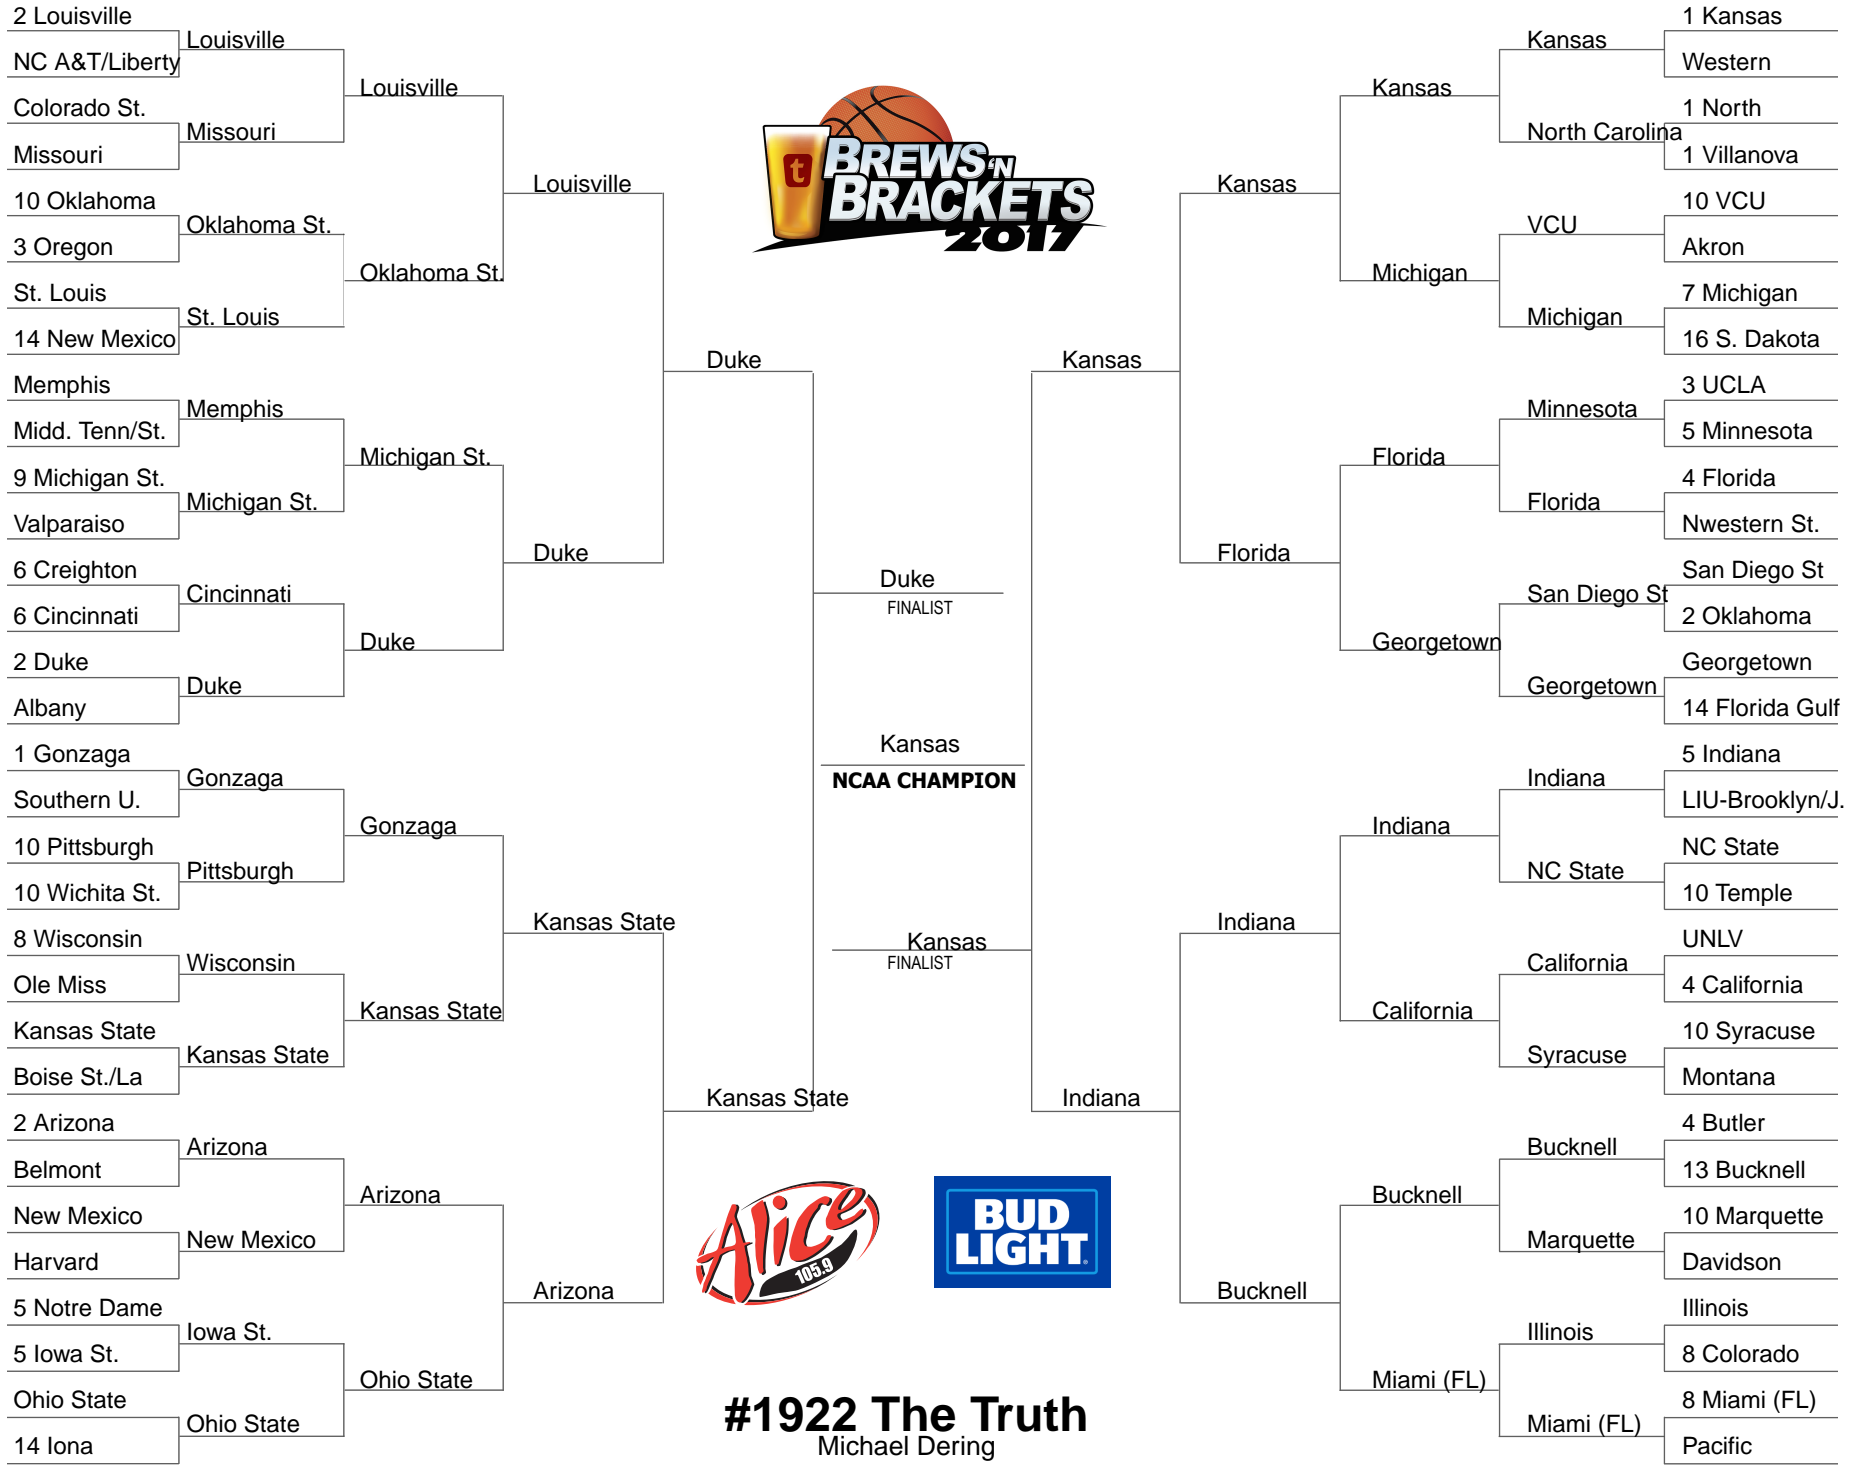 2 Louisville
NC A&T/Liberty
Colorado St.
Missouri
10 Oklahoma
3 Oregon
St. Louis
14 New Mexico
Memphis
Midd. Tenn/St.
9 Michigan St.
Valparaiso
6 Creighton
6 Cincinnati
2 Duke
Albany
1 Gonzaga
Southern U.
10 Pittsburgh
10 Wichita St.
8 Wisconsin
Ole Miss
Kansas State
Boise St./La
2 Arizona
Belmont
New Mexico
Harvard
5 Notre Dame
5 Iowa St.
Ohio State
14 Iona
Louisville
Missouri
Oklahoma St.
St. Louis
Memphis
Michigan St.
Cincinnati
Duke
Gonzaga
Pittsburgh
Wisconsin
Kansas State
Arizona
New Mexico
Iowa St.
Ohio State
Louisville
Oklahoma St.
Michigan St.
Duke
Gonzaga
Kansas State
Arizona
Ohio State
Louisville
Duke
Kansas State
Arizona
Duke
Kansas State
t
BREWS 'N
BRACKETS
2017
Duke
FINALIST
Kansas
NCAA CHAMPION
Kansas
FINALIST
Alice
105.9
BUD
LIGHT
#1922 The Truth
Michael Dering
Kansas
Indiana
Kansas
Florida
Indiana
Bucknell
Kansas
Michigan
Florida
Georgetown
Indiana
California
Bucknell
Miami (FL)
Kansas
North Carolina
VCU
Michigan
Minnesota
Florida
San Diego St
Georgetown
Indiana
NC State
California
Syracuse
Bucknell
Marquette
Illinois
Miami (FL)
1 Kansas
Western
1 North
1 Villanova
10 VCU
Akron
7 Michigan
16 S. Dakota
3 UCLA
5 Minnesota
4 Florida
Nwestern St.
San Diego St
2 Oklahoma
Georgetown
14 Florida Gulf
5 Indiana
LIU-Brooklyn/J.
NC State
10 Temple
UNLV
4 California
10 Syracuse
Montana
4 Butler
13 Bucknell
10 Marquette
Davidson
Illinois
8 Colorado
8 Miami (FL)
Pacific